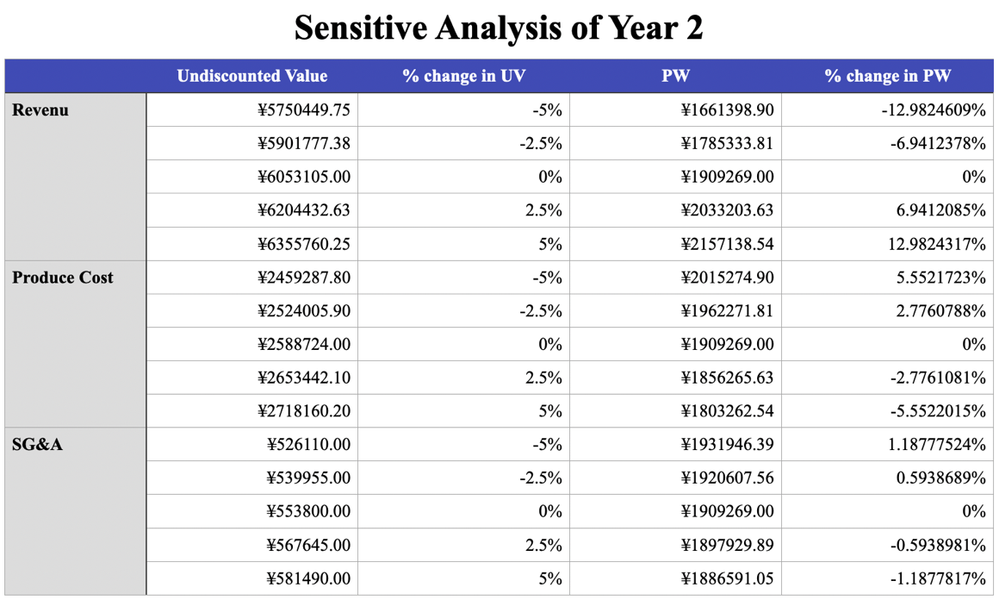 Sensitive Analysis of Year 2
Undiscounted Value % change in UV PW % change in PW
Revenu ¥5750449.75 -5% ¥1661398.90 -12.9824609%
¥5901777.38 -2.5% ¥1785333.81 -6.9412378%
¥6053105.00 0% ¥1909269.00 0%
¥6204432.63 2.5% ¥2033203.63 6.9412085%
¥6355760.25 5% ¥2157138.54 12.9824317%
Produce Cost ¥2459287.80 -5% ¥2015274.90 5.5521723%
¥2524005.90 -2.5% ¥1962271.81 2.7760788%
¥2588724.00 0% ¥1909269.00 0%
¥2653442.10 2.5% ¥1856265.63 -2.7761081%
¥2718160.20 5% ¥1803262.54 -5.5522015%
SG&A ¥526110.00 -5% ¥1931946.39 1.18777524%
¥539955.00 -2.5% ¥1920607.56 0.5938689%
¥553800.00 0% ¥1909269.00 0%
¥567645.00 2.5% ¥1897929.89 -0.5938981%
¥581490.00 5% ¥1886591.05 -1.1877817%